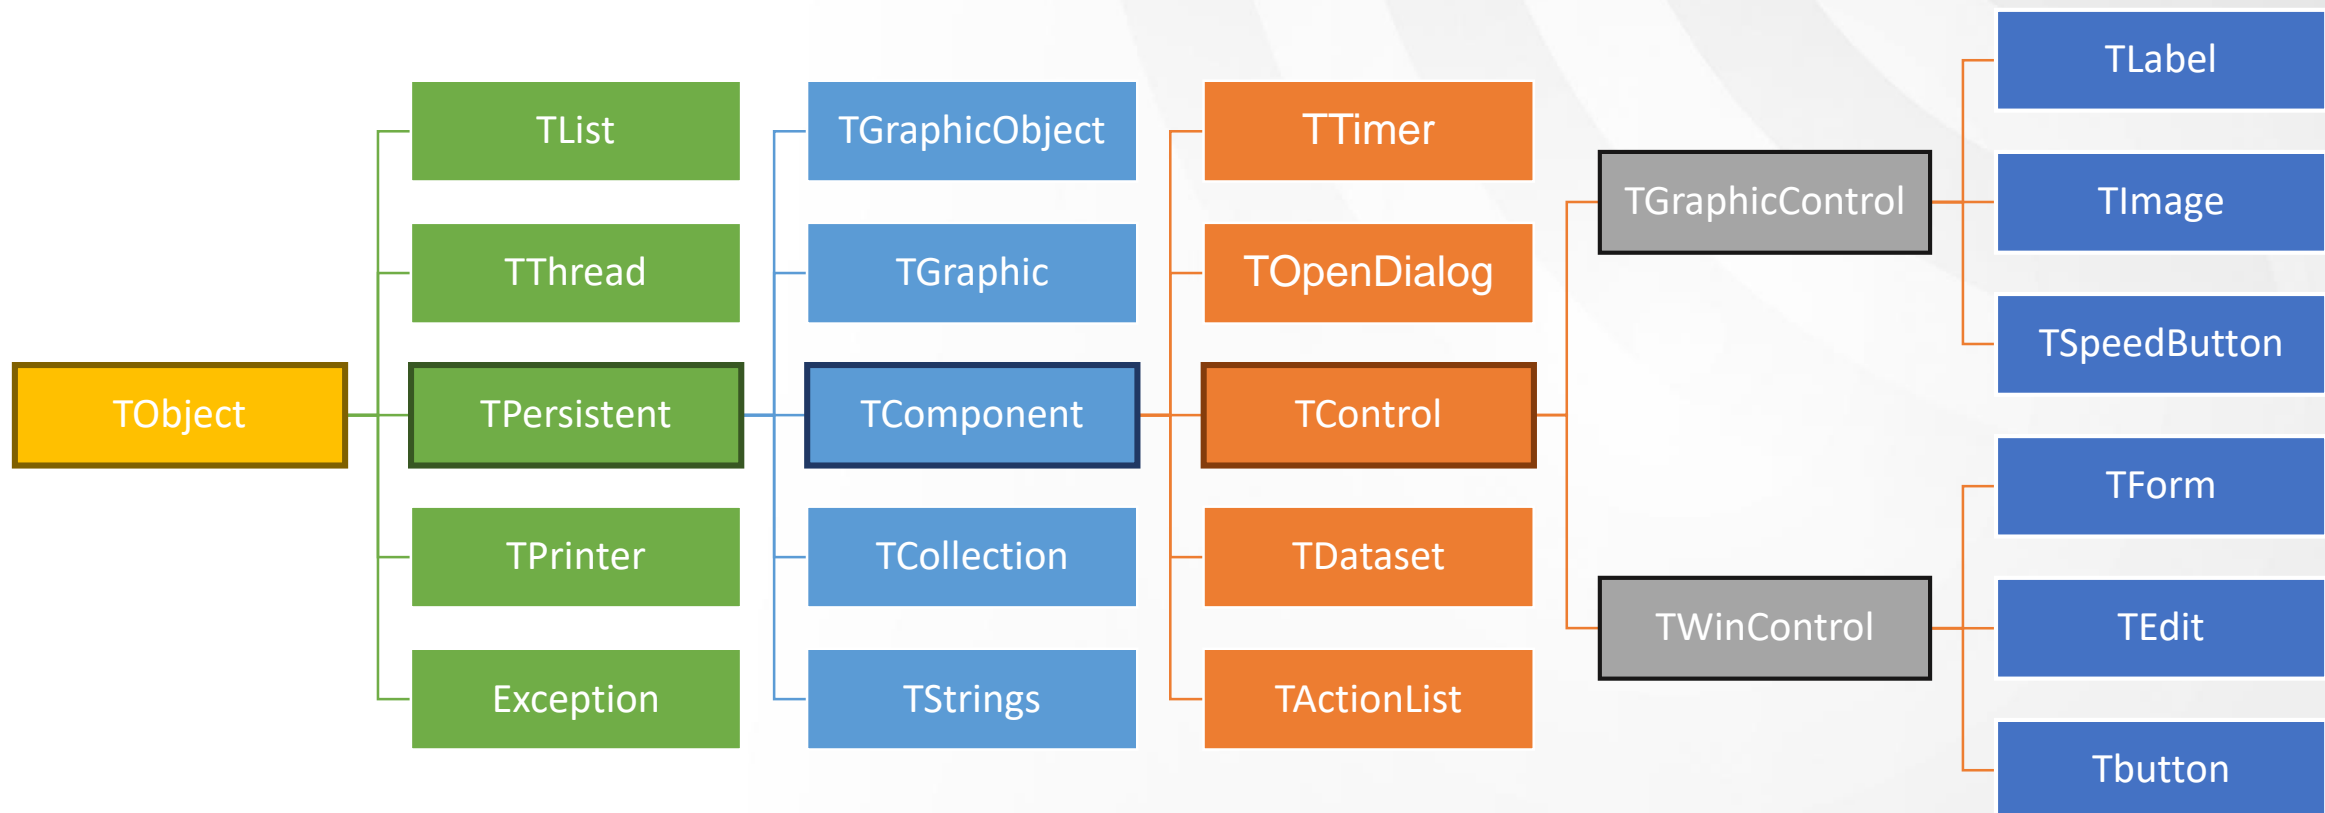 TObject
TList
TThread
TPersistent
TPrinter
Exception
TGraphicObject
TGraphic
TComponent
TCollection
TStrings
TTimer
TOpenDialog
TControl
TDataset
TActionList
TGraphicControl
TWinControl
TLabel
TImage
TSpeedButton
TForm
TEdit
Tbutton